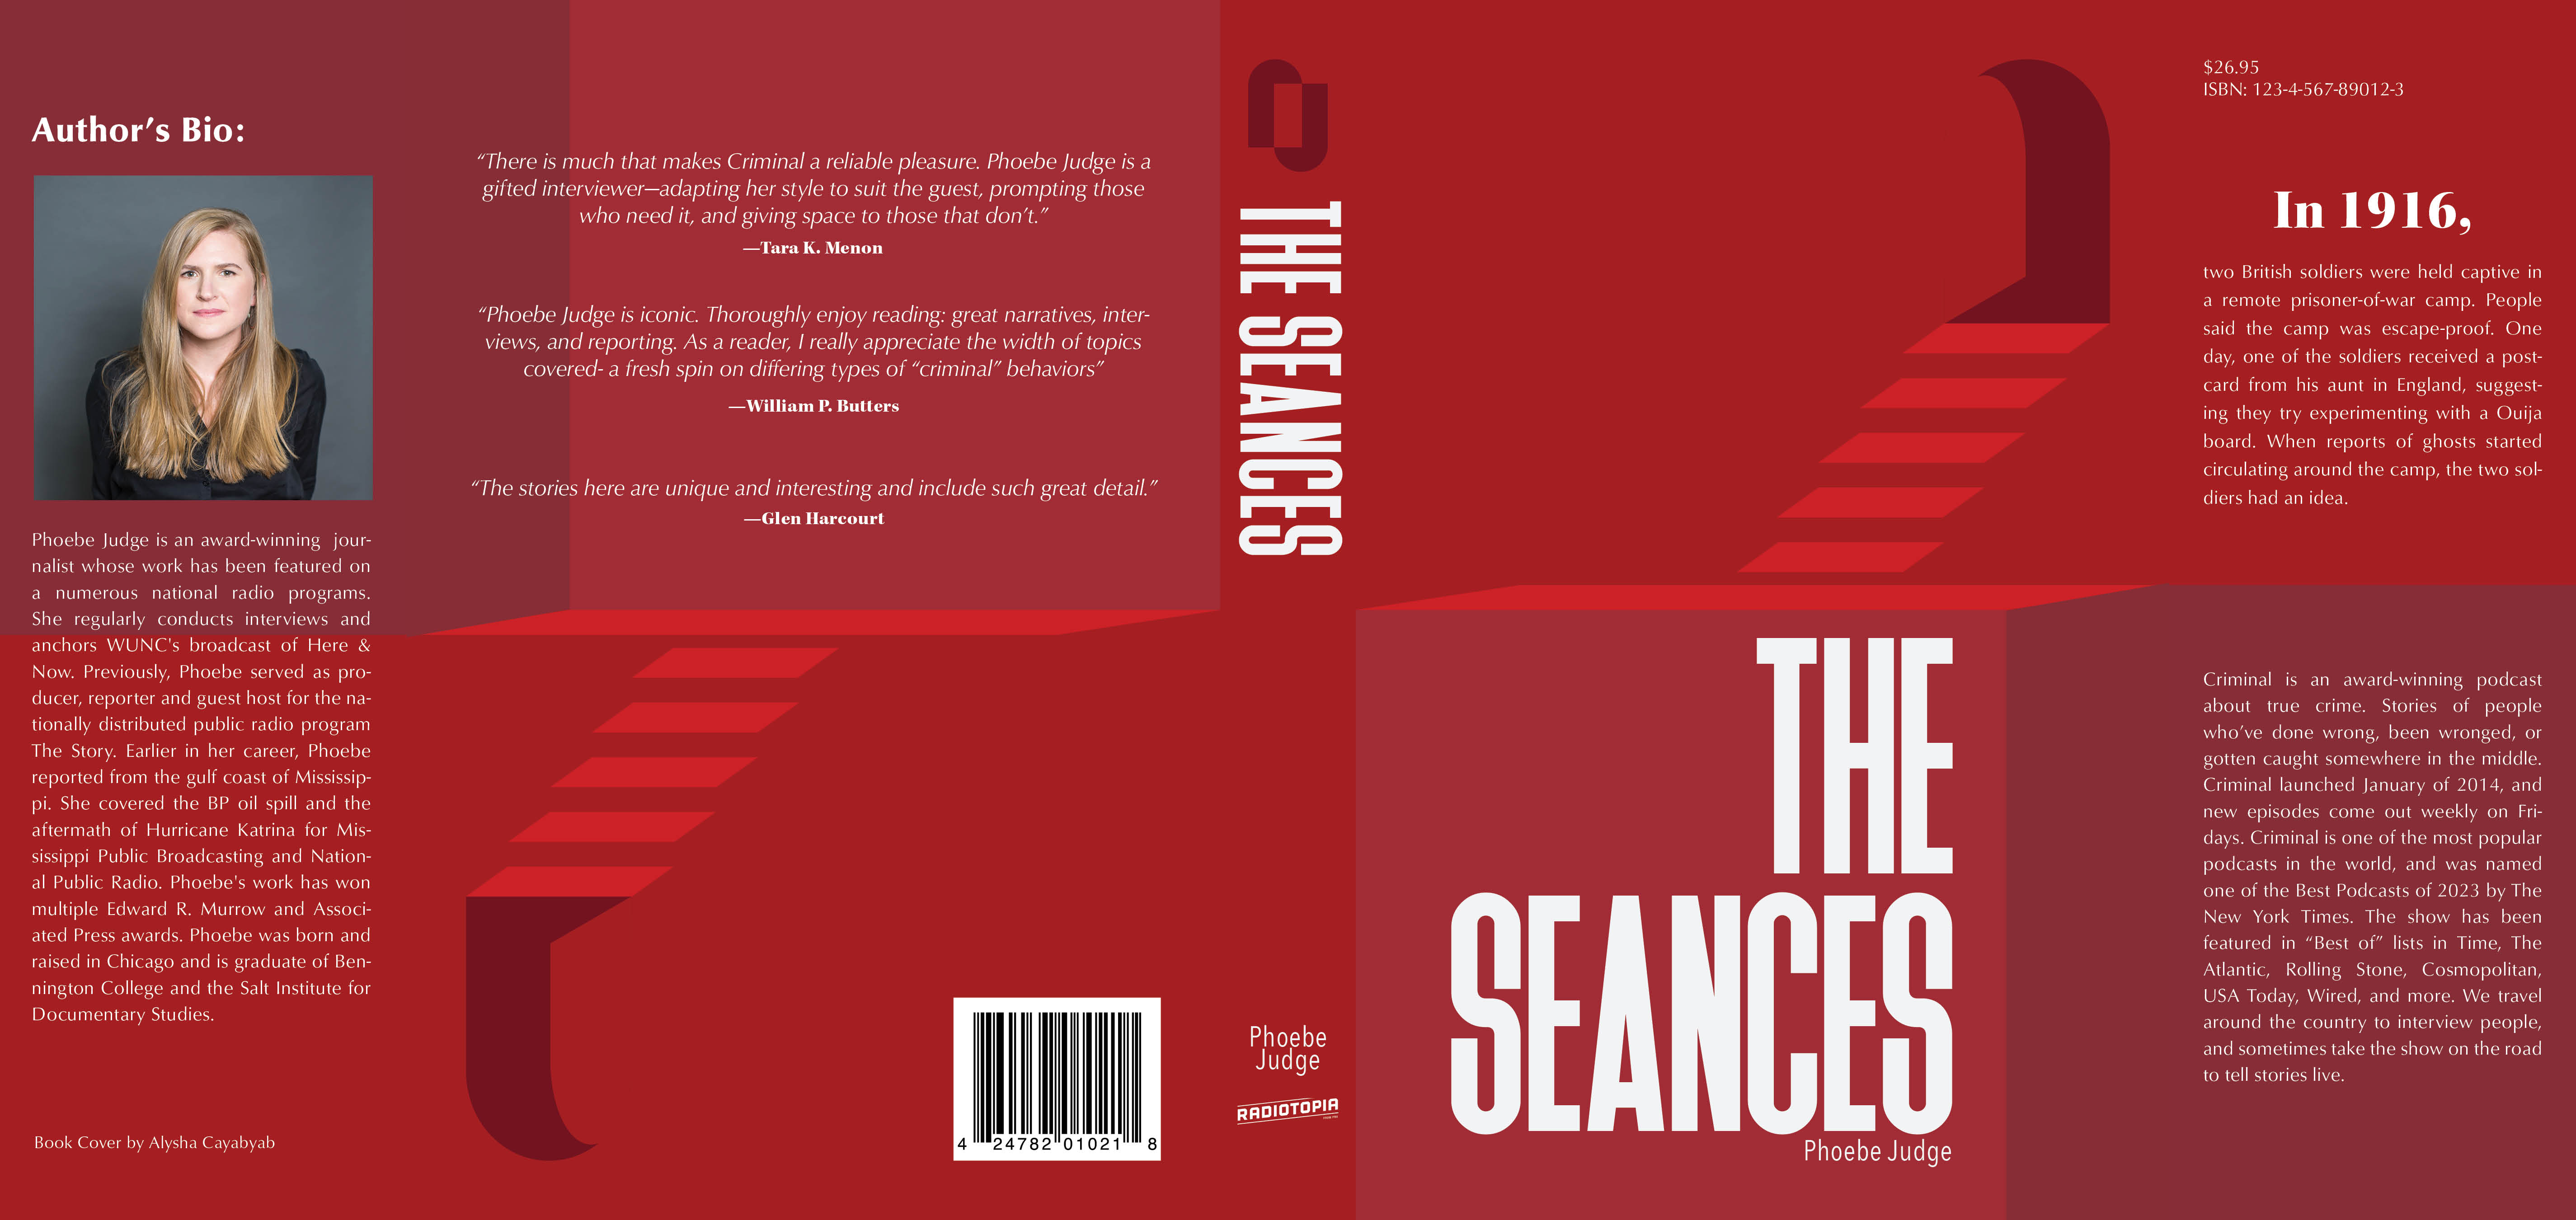 Author's Bio:
Phoebe Judge is an award-winning jour-
nalist whose work has been featured on
a numerous national radio programs.
She regularly conducts interviews and
anchors WUNC's broadcast of Here &
Now. Previously, Phoebe served as pro-
ducer, reporter and guest host for the na-
tionally distributed public radio program
The Story. Earlier in her career, Phoebe
reported from the gulf coast of Mississip-
pi. She covered the BP oil spill and the
aftermath of Hurricane Katrina for Mis-
sissippi Public Broadcasting and Nation-
al Public Radio. Phoebe's work has won
multiple Edward R. Murrow and Associ-
ated Press awards. Phoebe was born and
raised in Chicago and is graduate of Ben-
nington College and the Salt Institute for
Documentary Studies.
Book Cover by Alysha Cayabyab
“There is much that makes Criminal a reliable pleasure. Phoebe Judge is a
gifted interviewer—adapting her style to suit the guest, prompting those
who need it, and giving space to those that don't.”
—Tara K. Menon
“Phoebe Judge is iconic. Thoroughly enjoy reading: great narratives, inter-
views, and reporting. As a reader, I really appreciate the width of topics
covered- a fresh spin on differing types of “criminal” behaviors”
—William P. Butters
“The stories here are unique and interesting and include such great detail.”
—Glen Harcourt
4 24782 01021 8
THE SEANCES
Phoebe
Judge
RADIOTOPIA
THE
SEANCES
Phoebe Judge
$26.95
ISBN: 123-4-567-89012-3
In 1916,
two British soldiers were held captive in
a remote prisoner-of-war camp. People
said the camp was escape-proof. One
day, one of the soldiers received a post-
card from his aunt in England, suggest-
ing they try experimenting with a Ouija
board. When reports of ghosts started
circulating around the camp, the two sol-
diers had an idea.
Criminal is an award-winning podcast
about true crime. Stories of people
who've done wrong, been wronged, or
gotten caught somewhere in the middle.
Criminal launched January of 2014, and
new episodes come out weekly on Fri-
days. Criminal is one of the most popular
podcasts in the world, and was named
one of the Best Podcasts of 2023 by The
New York Times. The show has been
featured in “Best of” lists in Time, The
Atlantic, Rolling Stone, Cosmopolitan,
USA Today, Wired, and more. We travel
around the country to interview people,
and sometimes take the show on the road
to tell stories live.